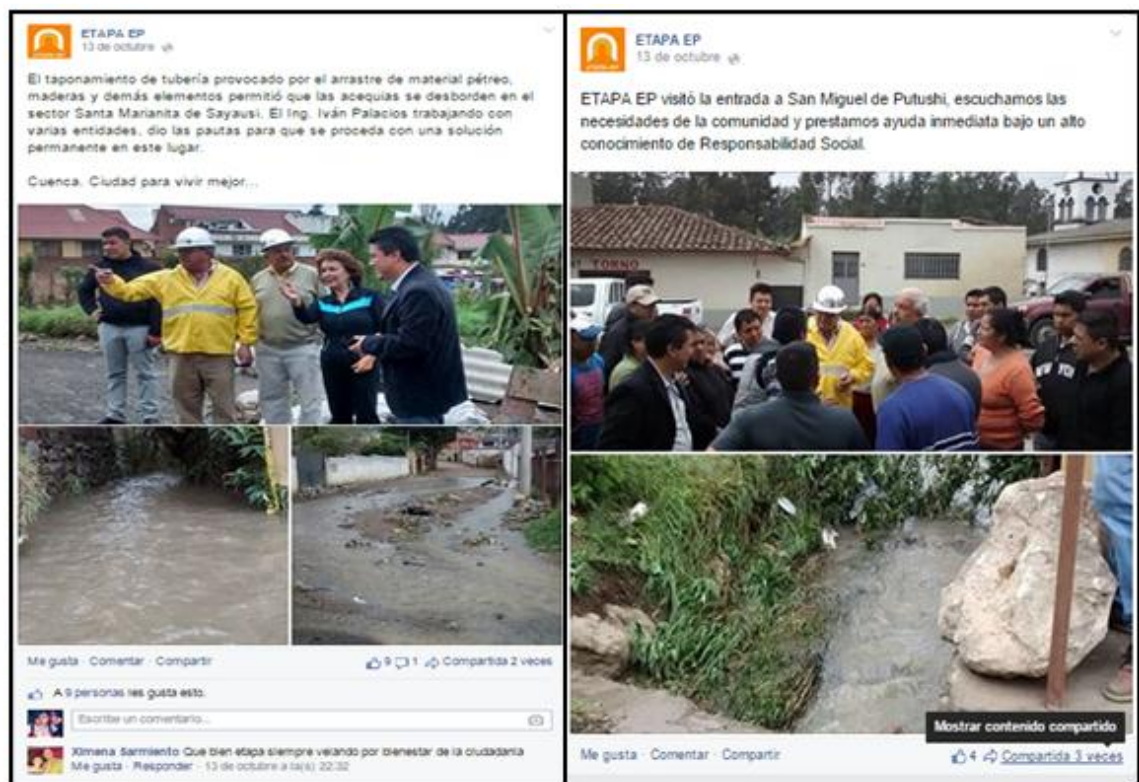 ETAPA EP
13 de octubre
El taponamiento de tubería provocado por el arrastre de material pétreo,
maderas y demás elementos permitió que las acequias se desborden en el
sector Santa Marianita de Sayausi. El Ing. Iván Palacios trabajando con
varias entidades, dio las pautas para que se proceda con una solución
permanente en este lugar.
Cuenca. Ciudad para vivir mejor...
Me gusta · Comentar · Compartir
9 1 Compartida 2 veces
A 9 personas les gusta esto.
Escribe un comentario...
Ximena Sarmiento Que bien etapa siempre velando por bienestar de la ciudadania
Me gusta · Responder · 13 de octubre a la(s) 22:32
ETAPA EP
13 de octubre
ETAPA EP visitó la entrada a San Miguel de Putushi, escuchamos las
necesidades de la comunidad y prestamos ayuda inmediata bajo un alto
conocimiento de Responsabilidad Social.
TORNO
NEW YO
Mostrar contenido compartido
Me gusta · Comentar · Compartir
4 Compartida 3 veces